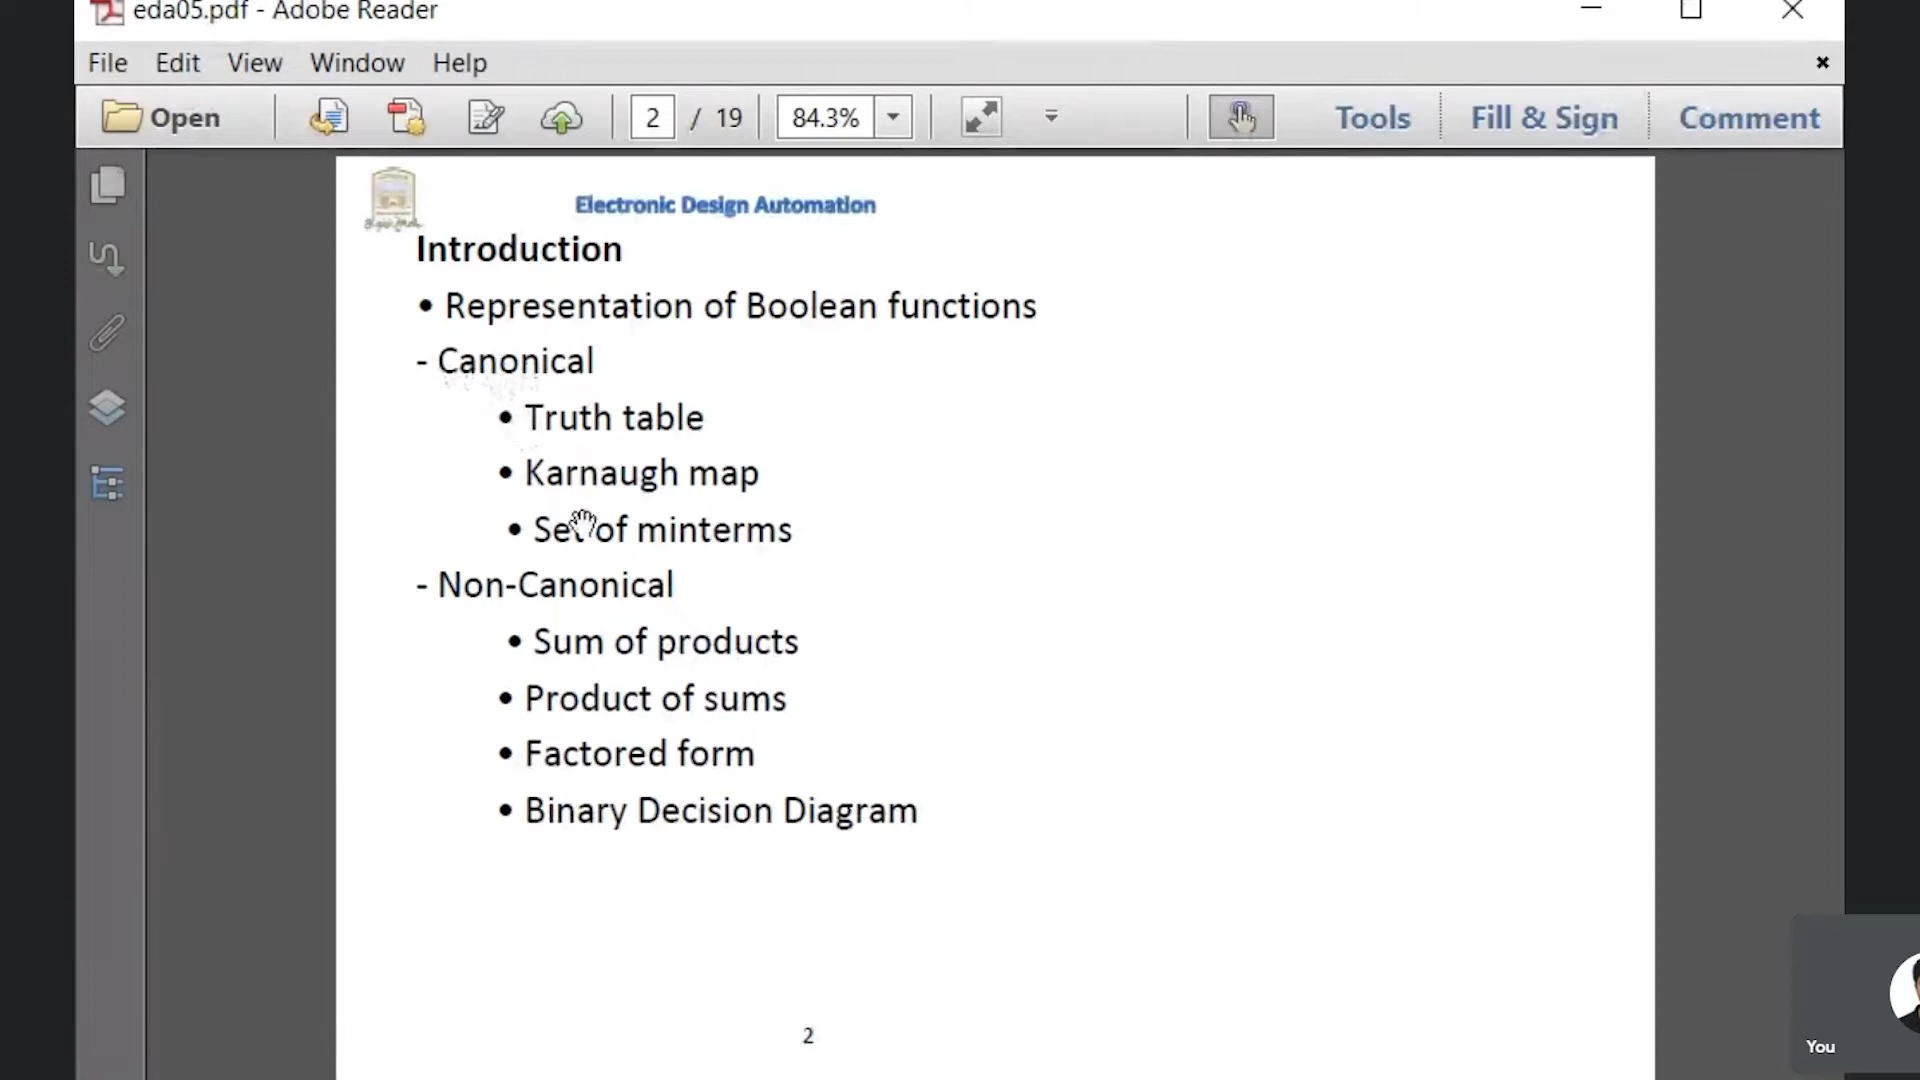 eda05.pdf - Adobe Reader
File Edit View Window Help
Open 2 / 19 84.3% Tools Fill & Sign Comment
Electronic Design Automation
Introduction
• Representation of Boolean functions
- Canonical
• Truth table
• Karnaugh map
• Set of minterms
- Non-Canonical
• Sum of products
• Product of sums
• Factored form
• Binary Decision Diagram
2
You